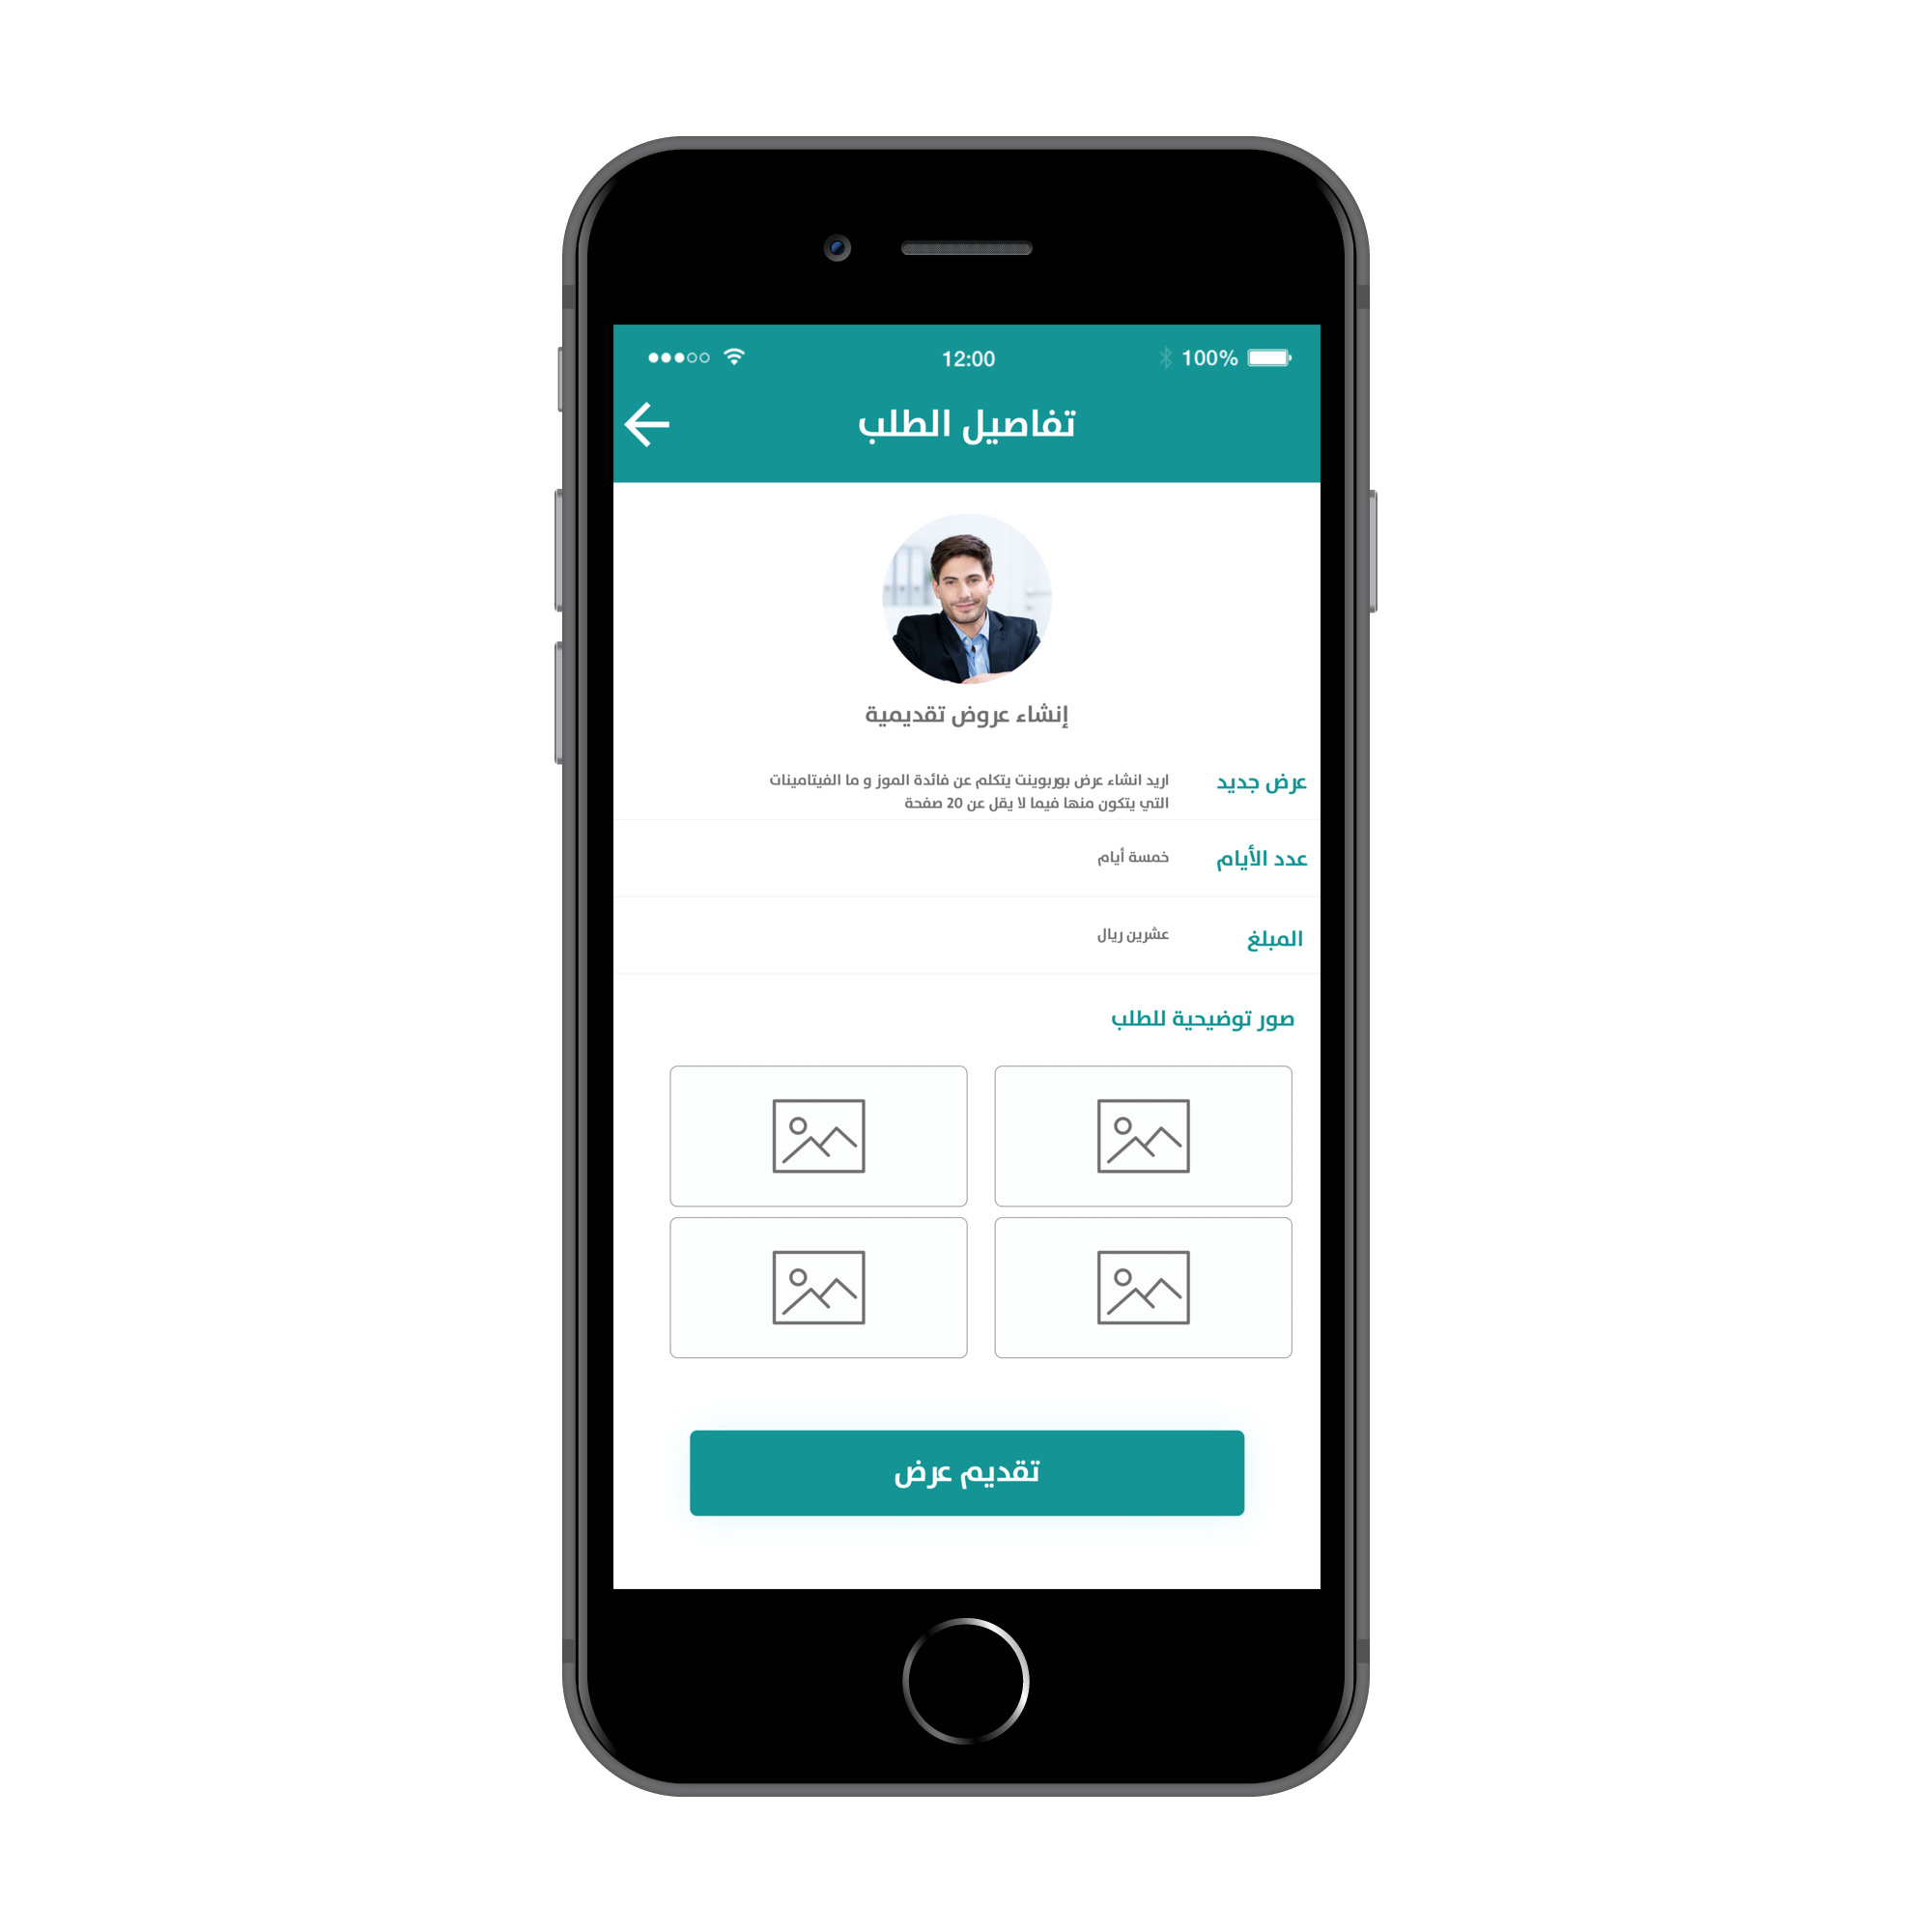 12:00
100%
تفاصيل الطلب
إنشاء عروض تقديمية
عرض جديد
اريد انشاء عرض بوربوينت يتكلم عن فائدة الموز و ما الفيتامينات
التي يتكون منها فيما لا يقل عن 20 صفحة
عدد الأيام
خمسة أيام
المبلغ
عشرين ريال
صور توضيحية للطلب
تقديم عرض